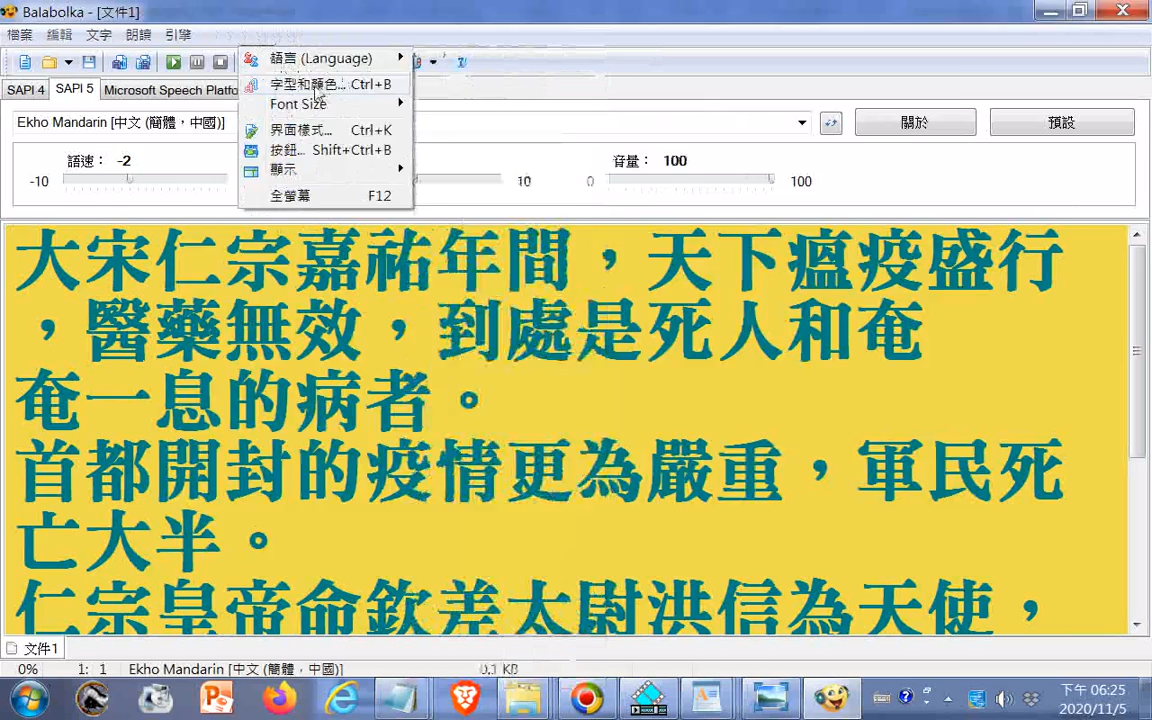 Balabolka - [文件1]
檔案 編輯 文字 朗讀 引擎
語言 (Language)
字型和顏色... Ctrl+B
Font Size
界面樣式... Ctrl+K
按鈕... Shift+Ctrl+B
顯示
全螢幕 F12
SAPI 4 SAPI 5 Microsoft Speech Platfo
Ekho Mandarin [中文 (簡體，中國)] 關於 預設
語速： -2 音量： 100
-10 10 0 100
大宋仁宗嘉祐年間，天下瘟疫盛行
，醫藥無效，到處是死人和奄
奄一息的病者。
首都開封的疫情更為嚴重，軍民死
亡大半。
仁宗皇帝命欽差太尉洪信為天使，
文件1
0% 1: 1 Ekho Mandarin [中文 (簡體，中國)] 0.1 KB
下午 06:25
2020/11/5